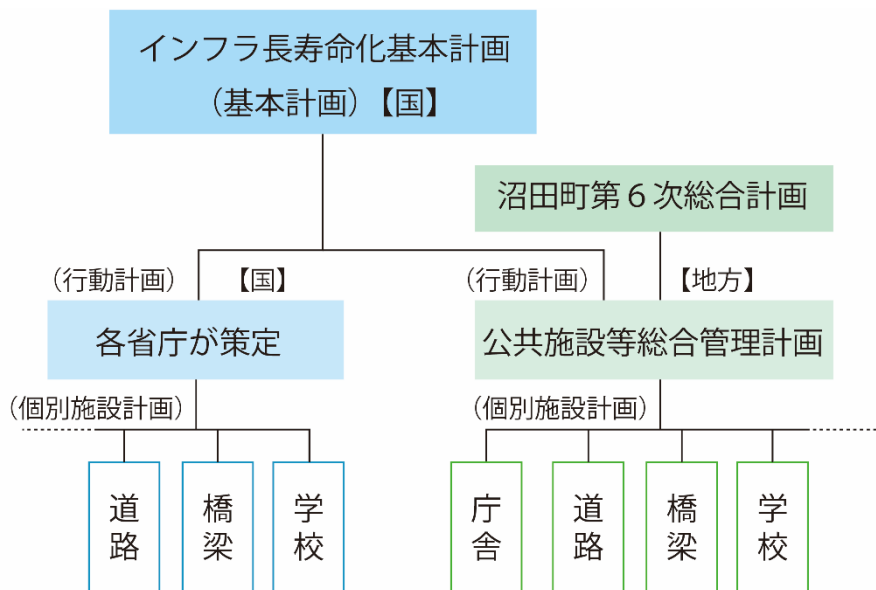 インフラ長寿命化基本計画
（基本計画）【国】
沼田町第６次総合計画
（行動計画）
【国】
（行動計画）
【地方】
各省庁が策定
公共施設等総合管理計画
（個別施設計画）
（個別施設計画）
道路
橋梁
学校
庁舎
道路
橋梁
学校